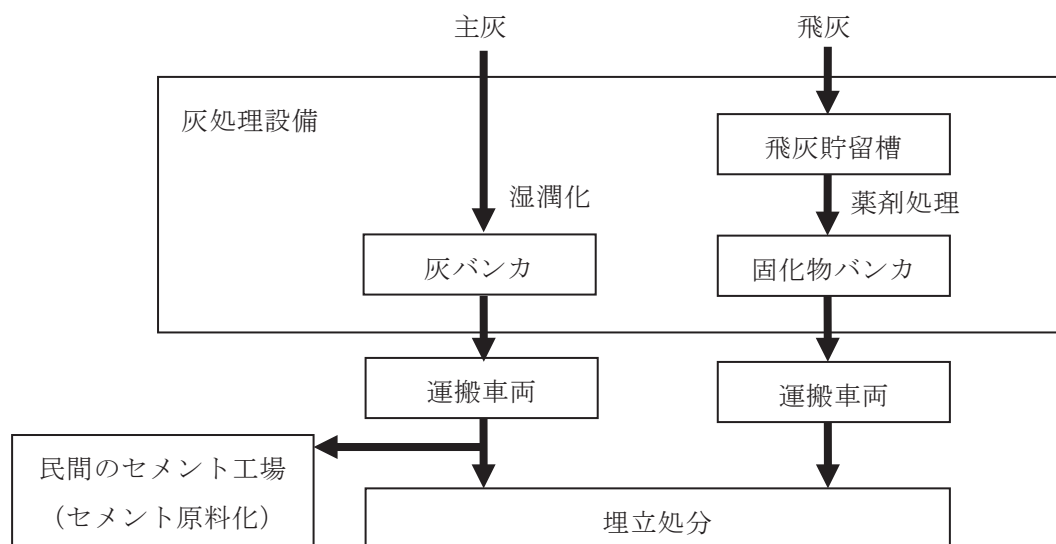 主灰
飛灰
灰処理設備
飛灰貯留槽
湿潤化
薬剤処理
灰バンカ
固化物バンカ
運搬車両
運搬車両
民間のセメント工場
（セメント原料化）
埋立処分